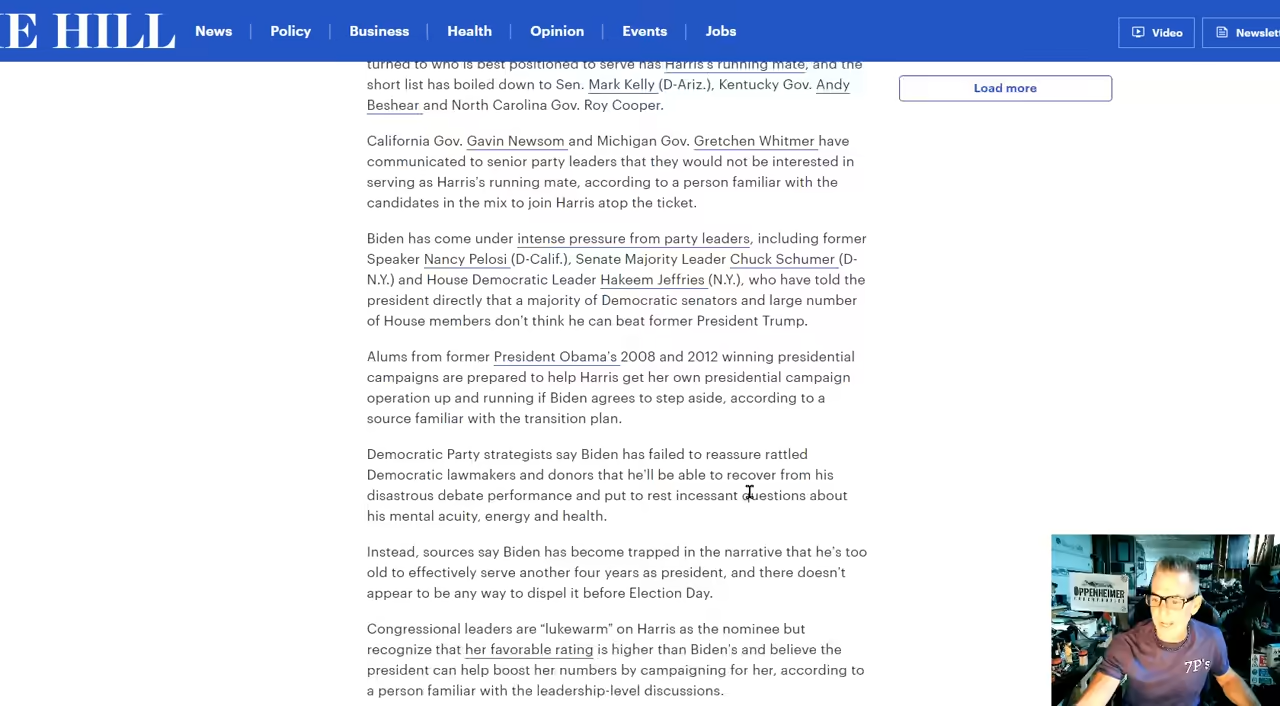 E HILL
News
Policy
Business
Health
Opinion
Events
Jobs
Video
Newslet
turned to who is best positioned to serve has Harris's running mate, and the
short list has boiled down to Sen. Mark Kelly (D-Ariz.), Kentucky Gov. Andy
Beshear and North Carolina Gov. Roy Cooper.
Load more
California Gov. Gavin Newsom and Michigan Gov. Gretchen Whitmer have
communicated to senior party leaders that they would not be interested in
serving as Harris's running mate, according to a person familiar with the
candidates in the mix to join Harris atop the ticket.
Biden has come under intense pressure from party leaders, including former
Speaker Nancy Pelosi (D-Calif.), Senate Majority Leader Chuck Schumer (D-
N.Y.) and House Democratic Leader Hakeem Jeffries (N.Y.), who have told the
president directly that a majority of Democratic senators and large number
of House members don't think he can beat former President Trump.
Alums from former President Obama's 2008 and 2012 winning presidential
campaigns are prepared to help Harris get her own presidential campaign
operation up and running if Biden agrees to step aside, according to a
source familiar with the transition plan.
Democratic Party strategists say Biden has failed to reassure rattled
Democratic lawmakers and donors that he'll be able to recover from his
disastrous debate performance and put to rest incessant questions about
his mental acuity, energy and health.
Instead, sources say Biden has become trapped in the narrative that he's too
old to effectively serve another four years as president, and there doesn't
appear to be any way to dispel it before Election Day.
Congressional leaders are “lukewarm” on Harris as the nominee but
recognize that her favorable rating is higher than Biden's and believe the
president can help boost her numbers by campaigning for her, according to
a person familiar with the leadership-level discussions.
OPPENHEIMER
7P's